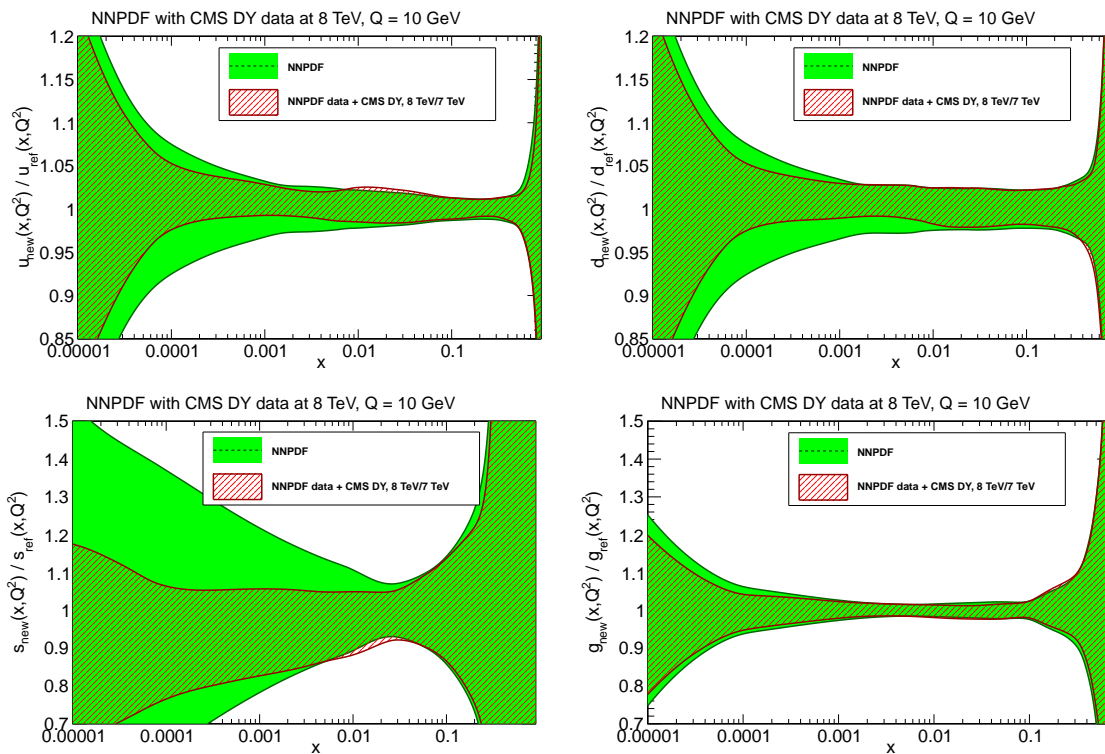 NNPDF with CMS DY data at 8 TeV, Q = 10 GeV
u_new(x,Q²) / u_ref(x,Q²)
1.2
1.15
1.1
1.05
1
0.95
0.9
0.85
NNPDF
NNPDF data + CMS DY, 8 TeV/7 TeV
0.00001 0.0001 0.001 0.01 0.1
x
NNPDF with CMS DY data at 8 TeV, Q = 10 GeV
d_new(x,Q²) / d_ref(x,Q²)
1.2
1.15
1.1
1.05
1
0.95
0.9
0.85
NNPDF
NNPDF data + CMS DY, 8 TeV/7 TeV
0.00001 0.0001 0.001 0.01 0.1
x
NNPDF with CMS DY data at 8 TeV, Q = 10 GeV
s_new(x,Q²) / s_ref(x,Q²)
1.5
1.4
1.3
1.2
1.1
1
0.9
0.8
0.7
NNPDF
NNPDF data + CMS DY, 8 TeV/7 TeV
0.00001 0.0001 0.001 0.01 0.1
x
NNPDF with CMS DY data at 8 TeV, Q = 10 GeV
g_new(x,Q²) / g_ref(x,Q²)
1.5
1.4
1.3
1.2
1.1
1
0.9
0.8
0.7
NNPDF
NNPDF data + CMS DY, 8 TeV/7 TeV
0.00001 0.0001 0.001 0.01 0.1
x